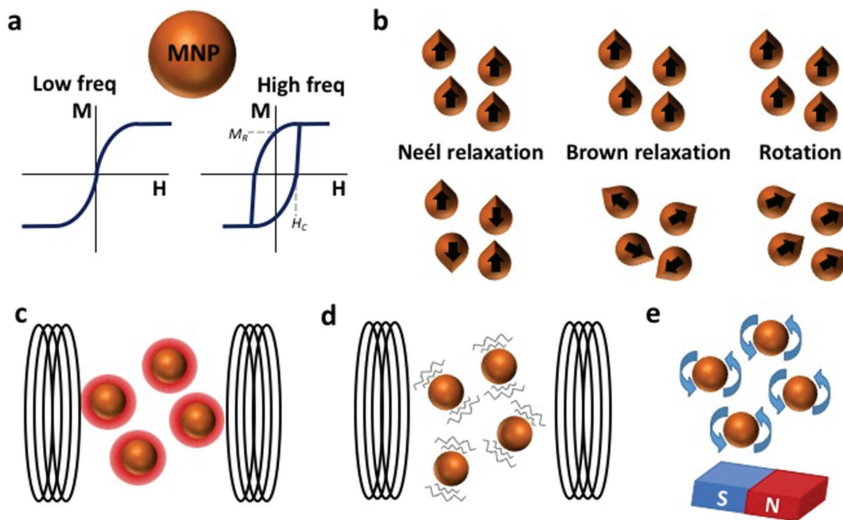 a
MNP
Low freq
High freq
M
M
M_R
H
H
H_C
b
Neél relaxation
Brown relaxation
Rotation
c
d
e
S N